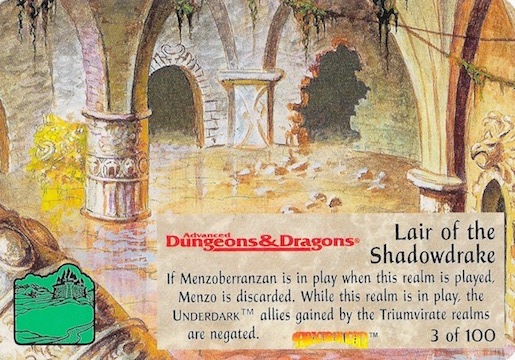 Lair of the
Shadowdrake
Advanced
Dungeons & Dragons®
If Menzoberranzan is in play when this realm is played,
Menzo is discarded. While this realm is in play, the
UNDERDARK™ allies gained by the Triumvirate realms
are negated.
™
3 of 100